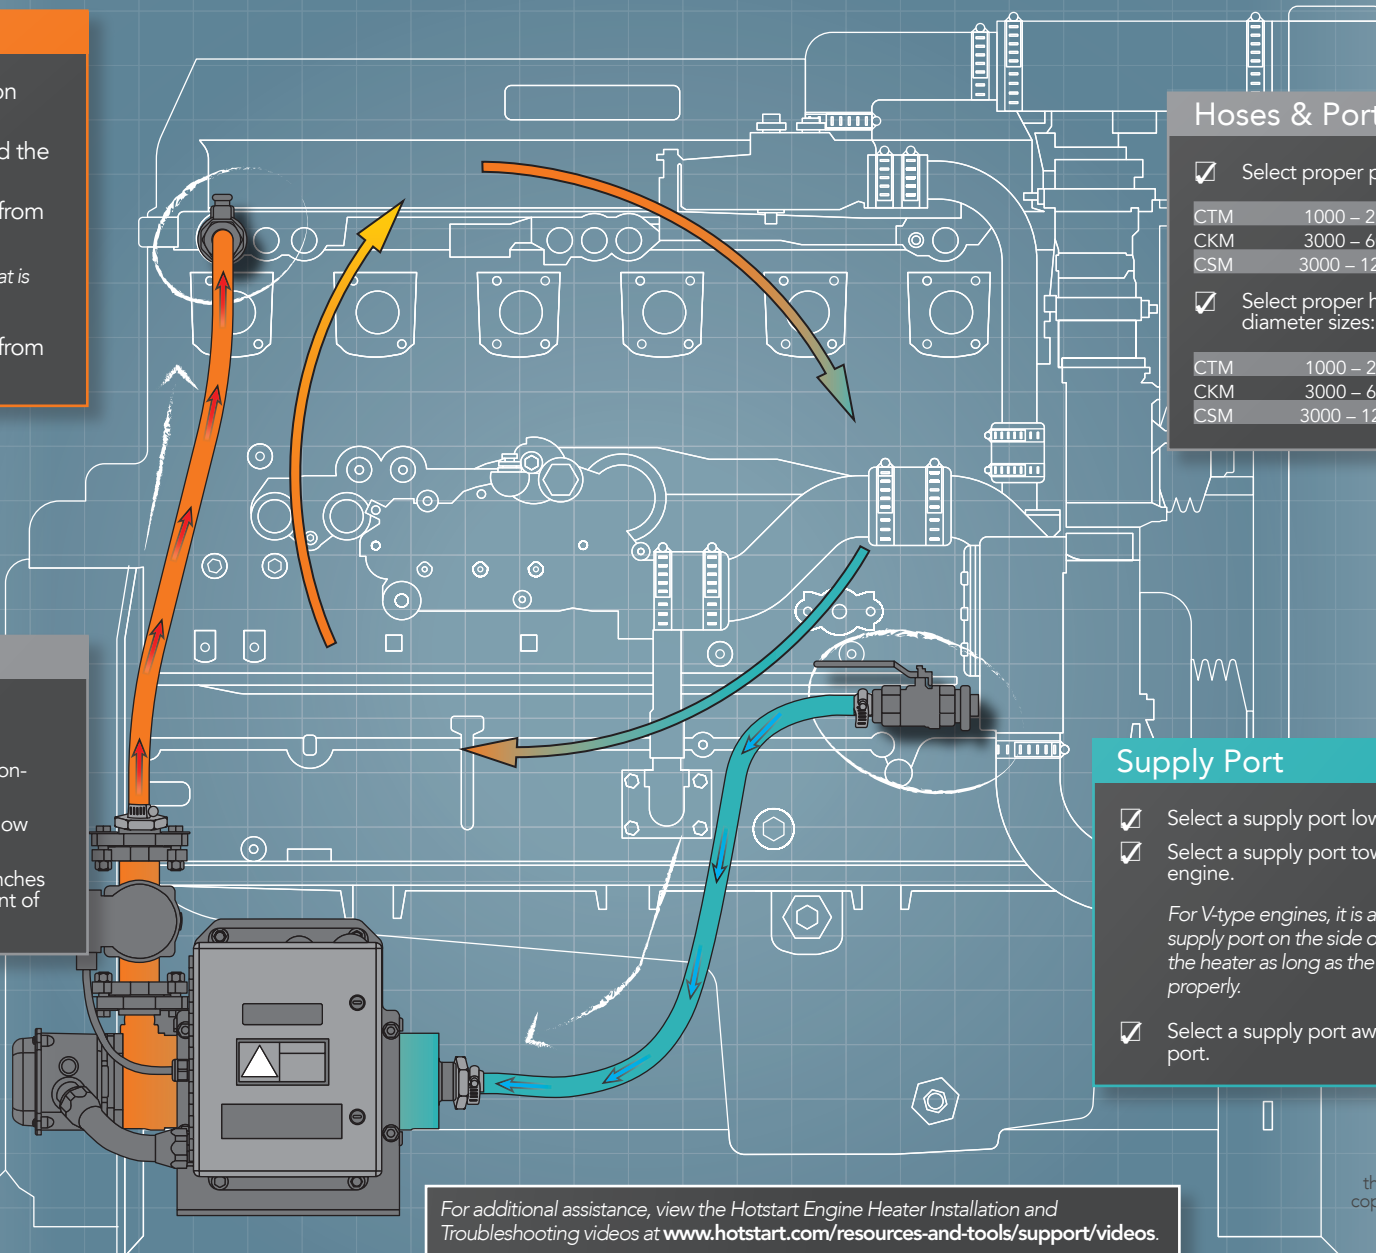 on
d the
from
at is
from
on-
ow
nches
nt of
Hoses & Port
Select proper p
CTM 1000 – 2
CKM 3000 – 6
CSM 3000 – 12
Select proper h
diameter sizes:
CTM 1000 – 2
CKM 3000 – 6
CSM 3000 – 12
Supply Port
Select a supply port low
Select a supply port tow
engine.
For V-type engines, it is a
supply port on the side o
the heater as long as the
properly.
Select a supply port aw
port.
For additional assistance, view the Hotstart Engine Heater Installation and
Troubleshooting videos at www.hotstart.com/resources-and-tools/support/videos.
th
cop